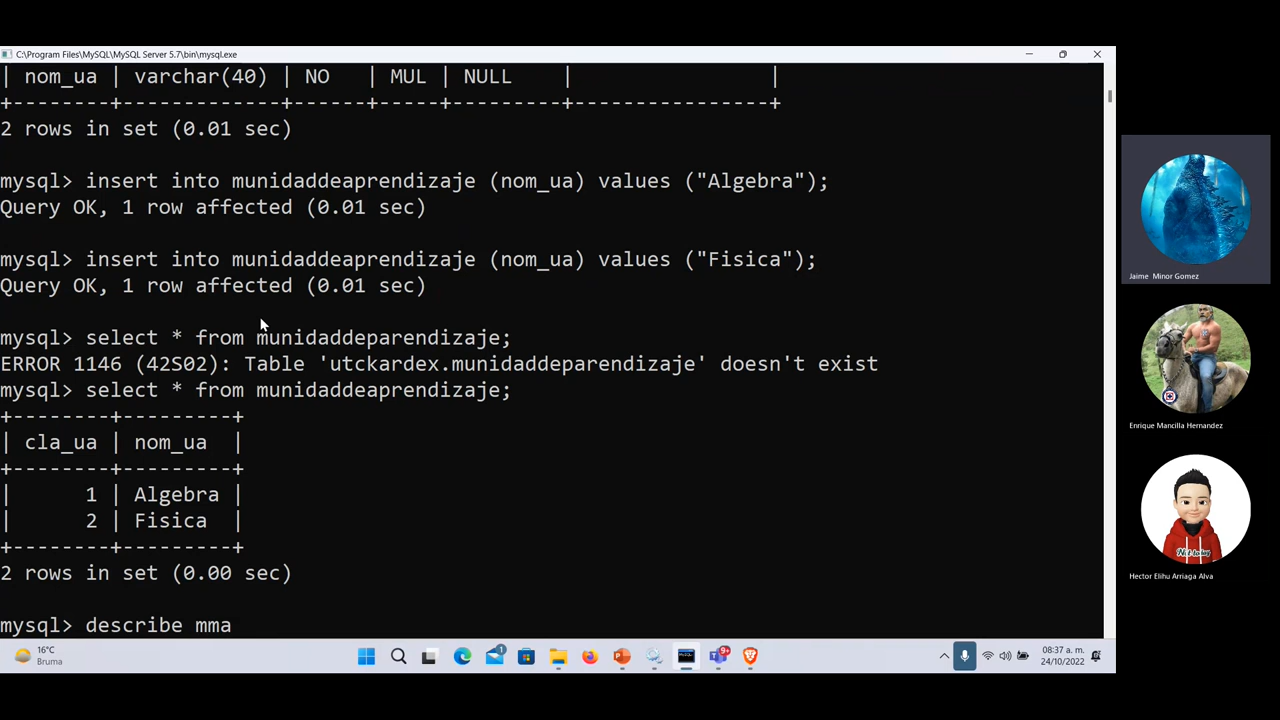 C:\Program Files\MySQL\MySQL Server 5.7\bin\mysql.exe
| nom_ua | varchar(40) | NO | MUL | NULL | |
+--------+-------------+------+-----+---------+----------------+
2 rows in set (0.01 sec)
mysql> insert into munidaddeaprendizaje (nom_ua) values ("Algebra");
Query OK, 1 row affected (0.01 sec)
mysql> insert into munidaddeaprendizaje (nom_ua) values ("Fisica");
Query OK, 1 row affected (0.01 sec)
mysql> select * from munidaddeparendizaje;
ERROR 1146 (42S02): Table 'utckardex.munidaddeparendizaje' doesn't exist
mysql> select * from munidaddeaprendizaje;
+--------+---------+
| cla_ua | nom_ua |
+--------+---------+
| 1 | Algebra |
| 2 | Fisica |
+--------+---------+
2 rows in set (0.00 sec)
mysql> describe mma
Jaime Minor Gomez
Enrique Mancilla Hernandez
Not today
Hector Elihu Arriaga Alva
16°C
Bruma
1
9+
08:37 a. m.
24/10/2022